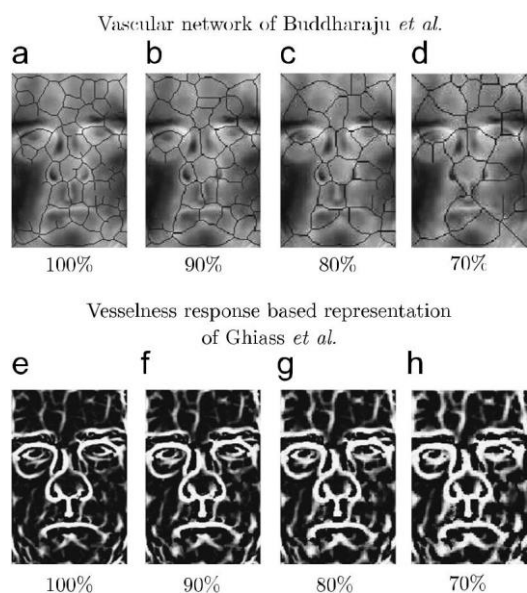 Vascular network of Buddharaju et al.
a b c d
100% 90% 80% 70%
Vesselness response based representation
of Ghiass et al.
e f g h
100% 90% 80% 70%